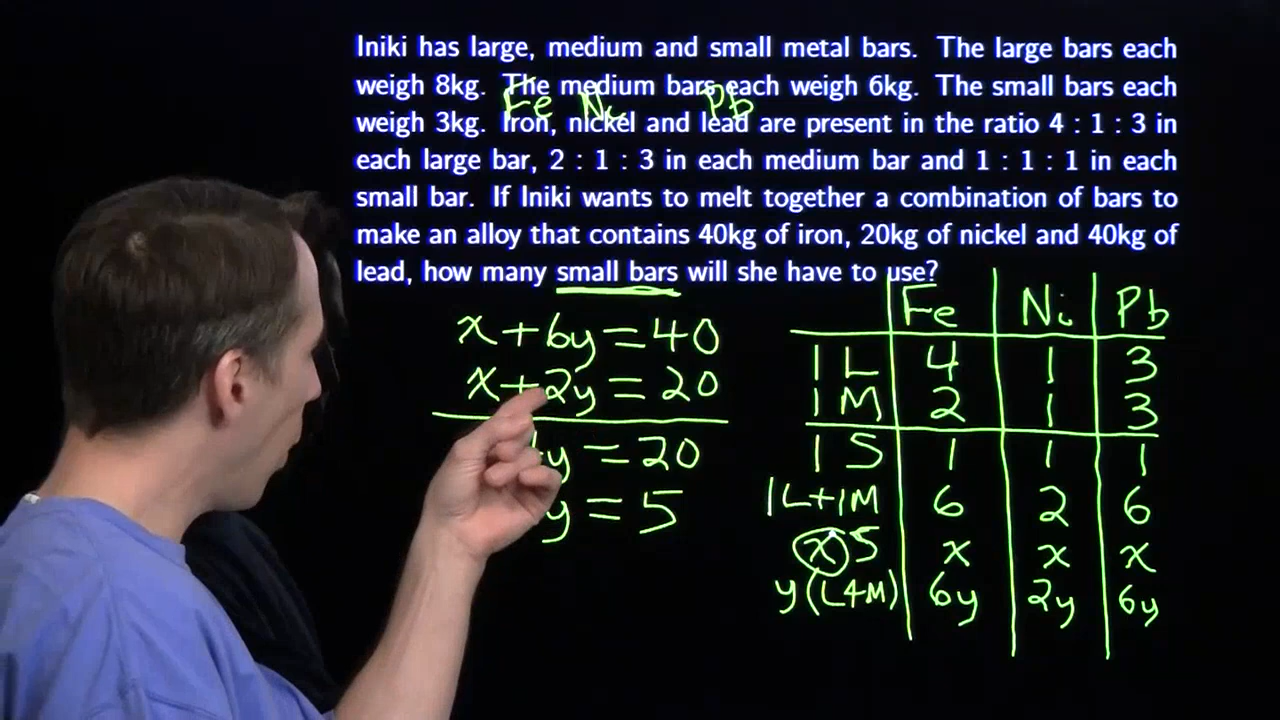 Iniki has large, medium and small metal bars. The large bars each
weigh 8kg. The medium bars each weigh 6kg. The small bars each
Fe Ni Pb
weigh 3kg. Iron, nickel and lead are present in the ratio 4 : 1 : 3 in
each large bar, 2 : 1 : 3 in each medium bar and 1 : 1 : 1 in each
small bar. If Iniki wants to melt together a combination of bars to
make an alloy that contains 40kg of iron, 20kg of nickel and 40kg of
lead, how many small bars will she have to use?
x+6y=40
x+2y=20
y=20
y=5
Fe Ni Pb
1L 4 1 3
1M 2 1 3
1S 1 1 1
1L+1M 6 2 6
xS x x x
y(L+M) 6y 2y 6y